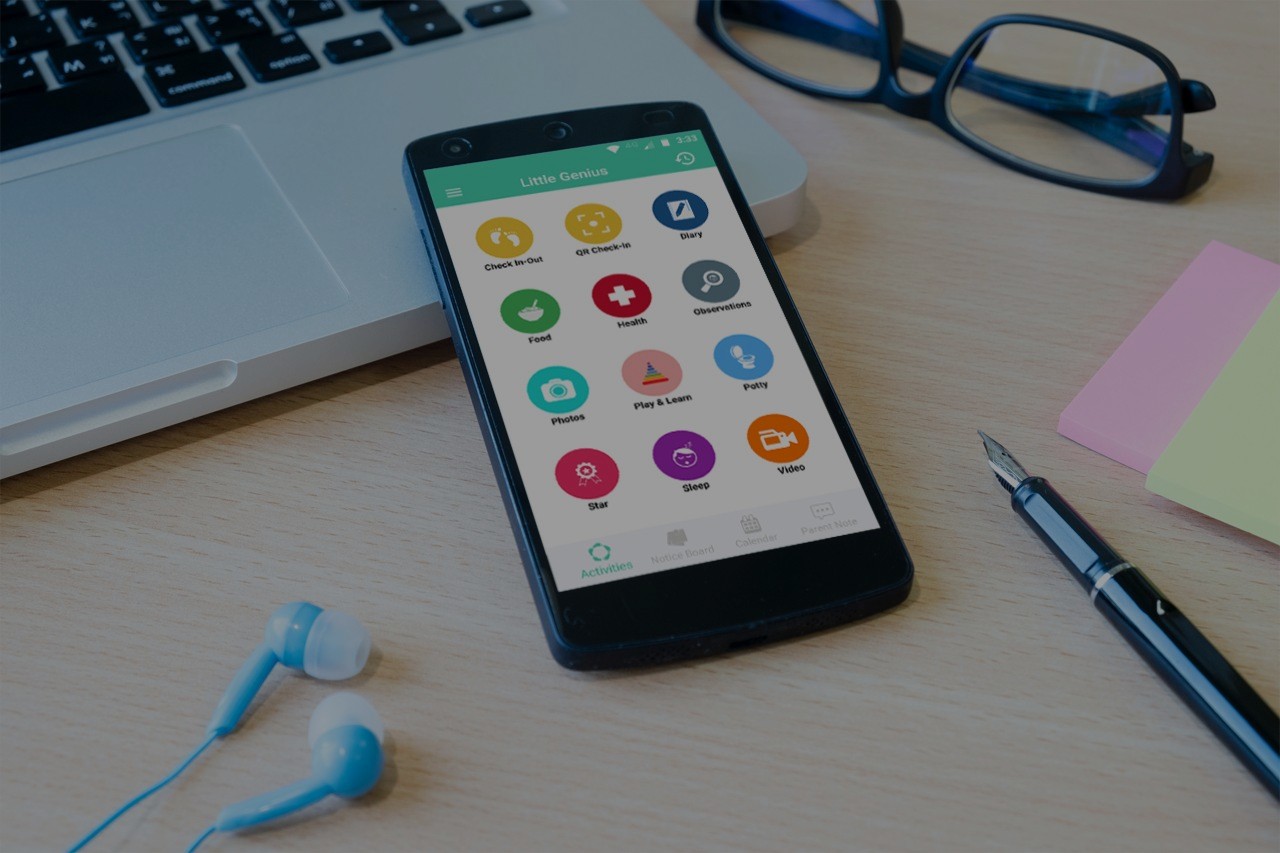 M
command
option
3:33
Little Genius
Check In-Out
QR Check-In
Diary
Food
Health
Observations
Photos
Play & Learn
Potty
Star
Sleep
Video
Activities
Notice Board
Calendar
Parent Note